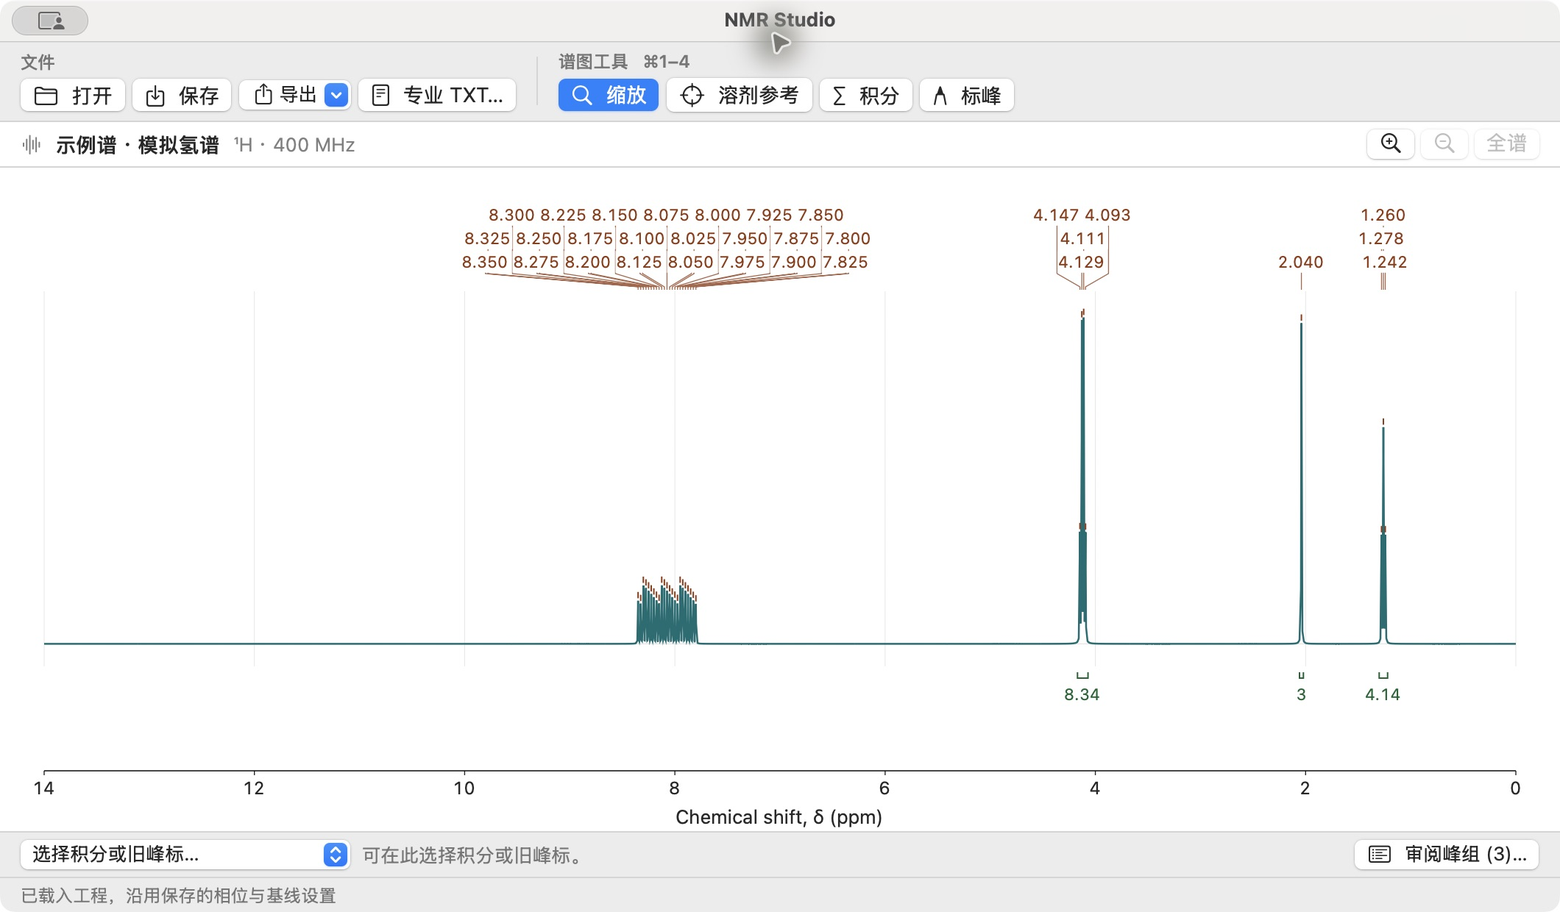 NMR Studio
文件
谱图工具 ⌘1–4
打开 保存 导出 专业 TXT... 缩放 溶剂参考 Σ 积分 标峰
示例谱 · 模拟氢谱 ¹H · 400 MHz 全谱
8.300 8.225 8.150 8.075 8.000 7.925 7.850 4.147 4.093 1.260
8.325 8.250 8.175 8.100 8.025 7.950 7.875 7.800 4.111 1.278
8.350 8.275 8.200 8.125 8.050 7.975 7.900 7.825 4.129 2.040 1.242
8.34 3 4.14
14 12 10 8 6 4 2 0
Chemical shift, δ (ppm)
选择积分或旧峰标... 可在此选择积分或旧峰标。 审阅峰组 (3)...
已载入工程，沿用保存的相位与基线设置